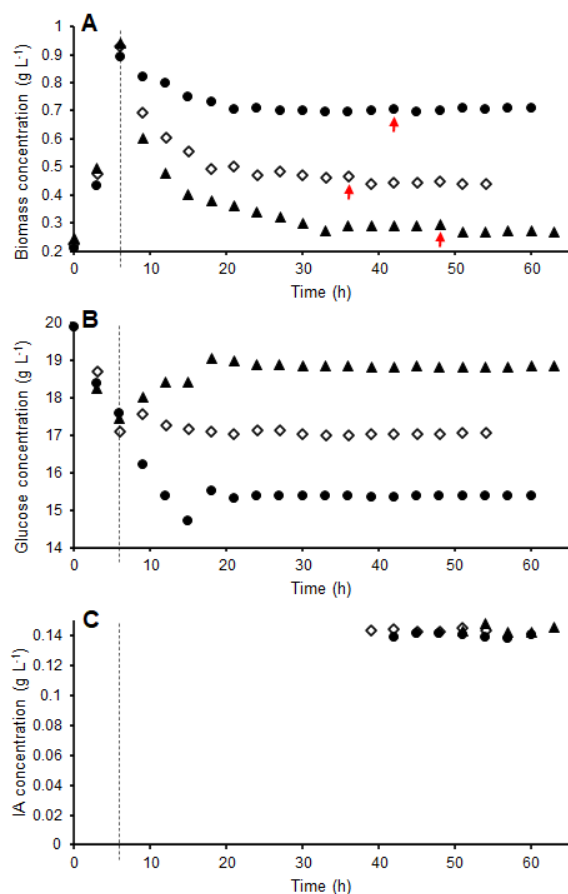 A
Biomass concentration (g L-1)
1
0.9
0.8
0.7
0.6
0.5
0.4
0.3
0.2
0 10 20 30 40 50 60
Time (h)
B
Glucose concentration (g L-1)
20
19
18
17
16
15
14
0 10 20 30 40 50 60
Time (h)
C
IA concentration (g L-1)
0.14
0.12
0.1
0.08
0.06
0.04
0.02
0
0 10 20 30 40 50 60
Time (h)